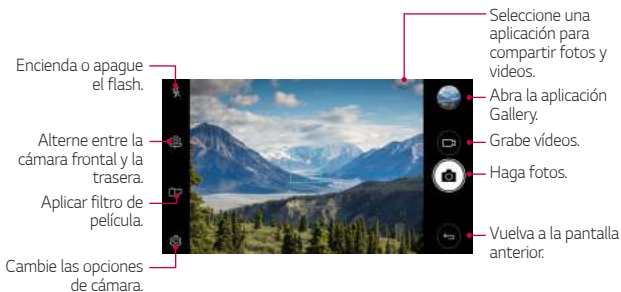 Seleccione una
aplicación para
compartir fotos y
videos.
Encienda o apague
el flash.
Abra la aplicación
Gallery.
Alterne entre la
cámara frontal y la
trasera.
Grabe vídeos.
Haga fotos.
Aplicar filtro de
película.
Vuelva a la pantalla
anterior.
Cambie las opciones
de cámara.